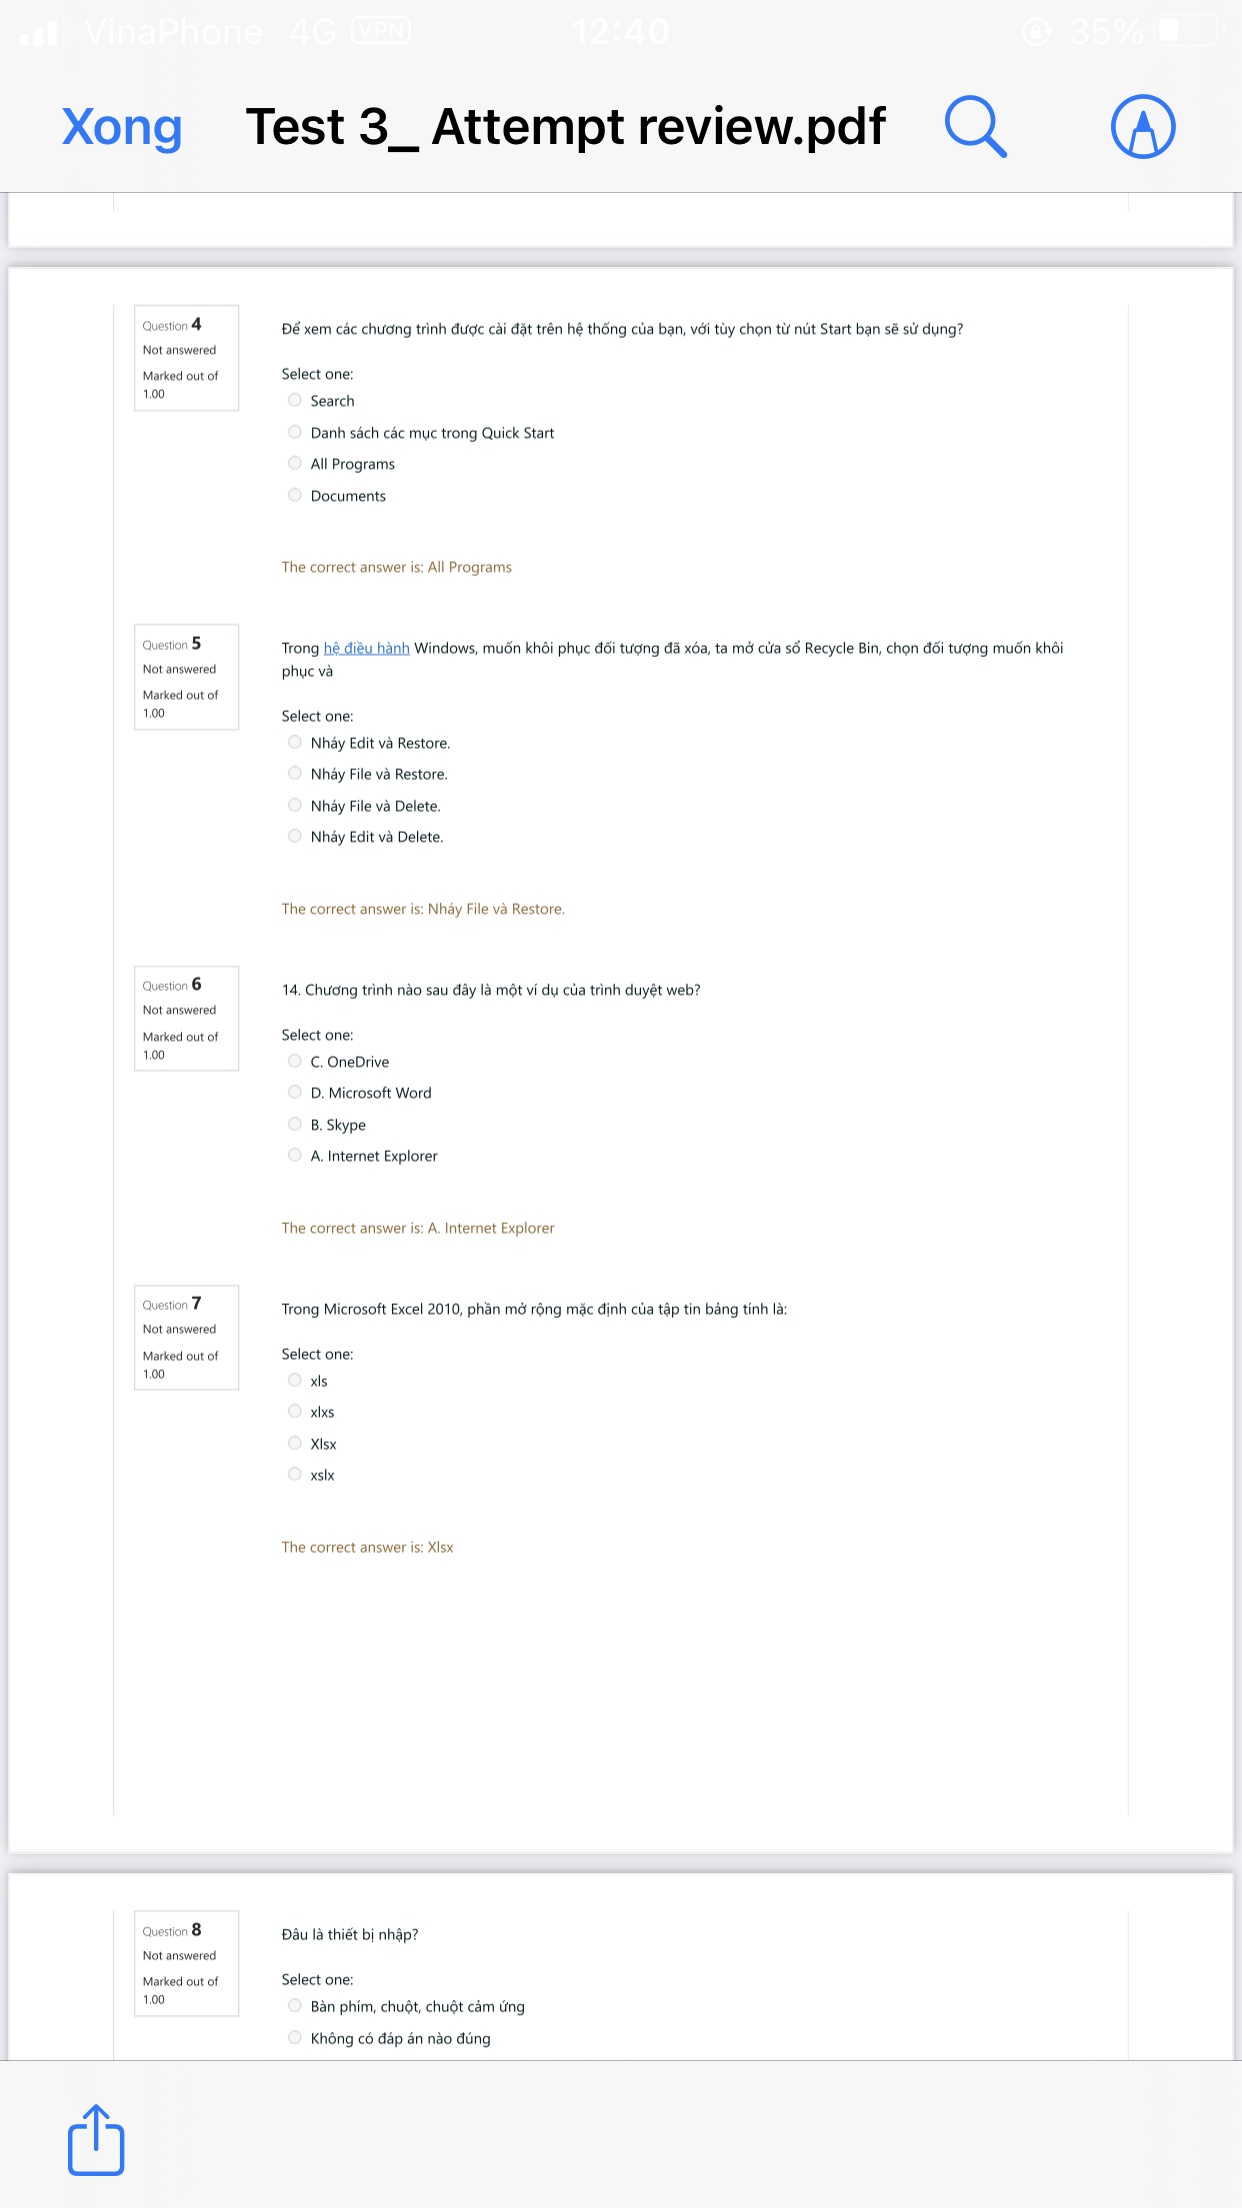 VinaPhone 4G VPN 12:40 35%
Xong Test 3_ Attempt review.pdf
Question 4
Not answered
Marked out of
1.00
Để xem các chương trình được cài đặt trên hệ thống của bạn, với tùy chọn từ nút Start bạn sẽ sử dụng?
Select one:
Search
Danh sách các mục trong Quick Start
All Programs
Documents
The correct answer is: All Programs
Question 5
Not answered
Marked out of
1.00
Trong hệ điều hành Windows, muốn khôi phục đối tượng đã xóa, ta mở cửa sổ Recycle Bin, chọn đối tượng muốn khôi
phục và
Select one:
Nháy Edit và Restore.
Nháy File và Restore.
Nháy File và Delete.
Nháy Edit và Delete.
The correct answer is: Nháy File và Restore.
Question 6
Not answered
Marked out of
1.00
14. Chương trình nào sau đây là một ví dụ của trình duyệt web?
Select one:
C. OneDrive
D. Microsoft Word
B. Skype
A. Internet Explorer
The correct answer is: A. Internet Explorer
Question 7
Not answered
Marked out of
1.00
Trong Microsoft Excel 2010, phần mở rộng mặc định của tập tin bảng tính là:
Select one:
xls
xlxs
Xlsx
xslx
The correct answer is: Xlsx
Question 8
Not answered
Marked out of
1.00
Đâu là thiết bị nhập?
Select one:
Bàn phím, chuột, chuột cảm ứng
Không có đáp án nào đúng